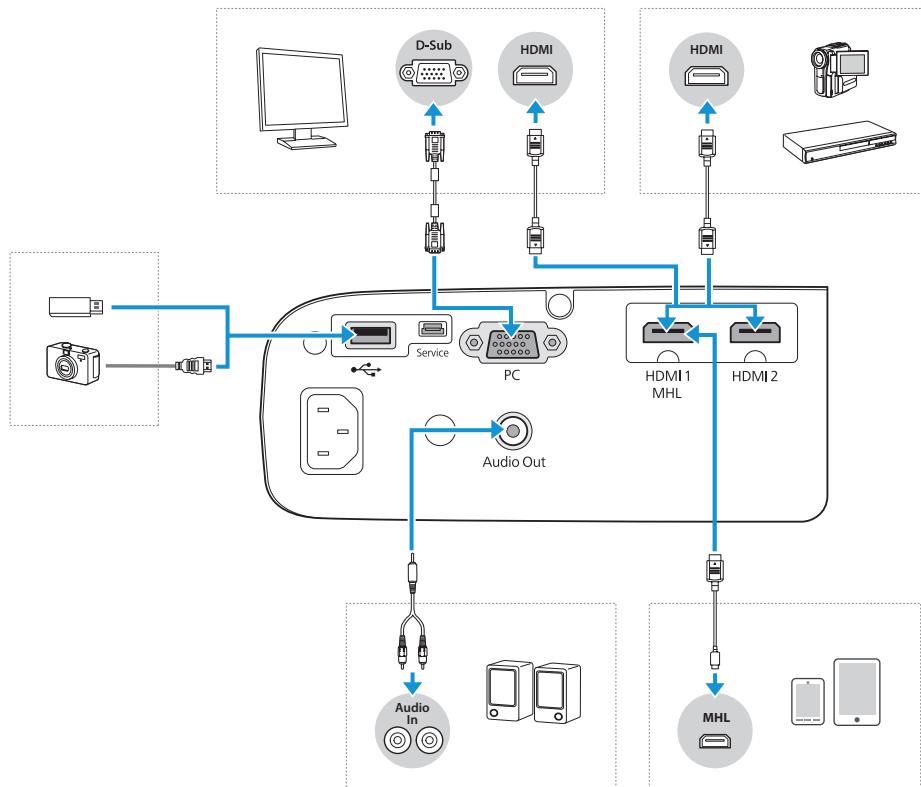 D-Sub
HDMI
HDMI
Service
PC
HDMI 1
MHL
HDMI 2
Audio Out
Audio
In
MHL